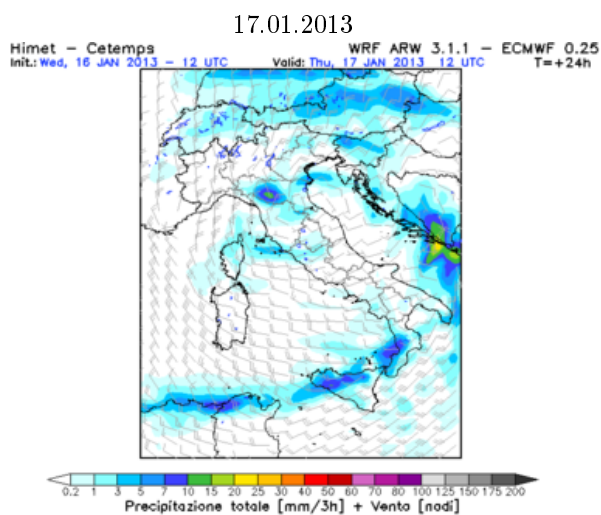 17.01.2013
Himet - Cetemps WRF ARW 3.1.1 - ECMWF 0.25
Init.: Wed, 16 JAN 2013 - 12 UTC Valid: Thu, 17 JAN 2013 12 UTC T=+24h
0.2 1 3 5 7 10 15 20 25 30 40 50 60 70 80 90 100 125 150 175 200
Precipitazione totale [mm/3h] + Vento [nodi]